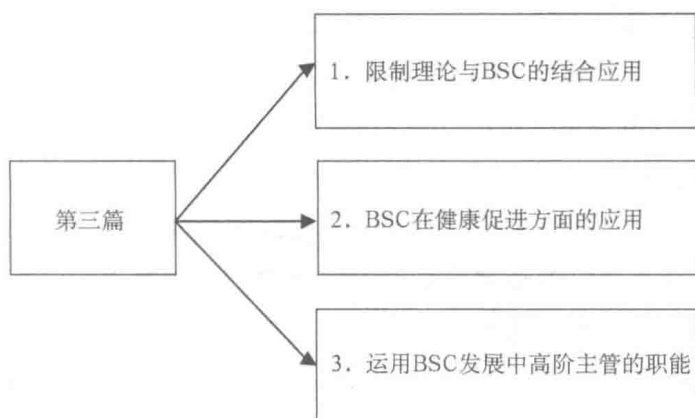 1．限制理论与BSC的结合应用
第三篇
2．BSC在健康促进方面的应用
3．运用BSC发展中高阶主管的职能